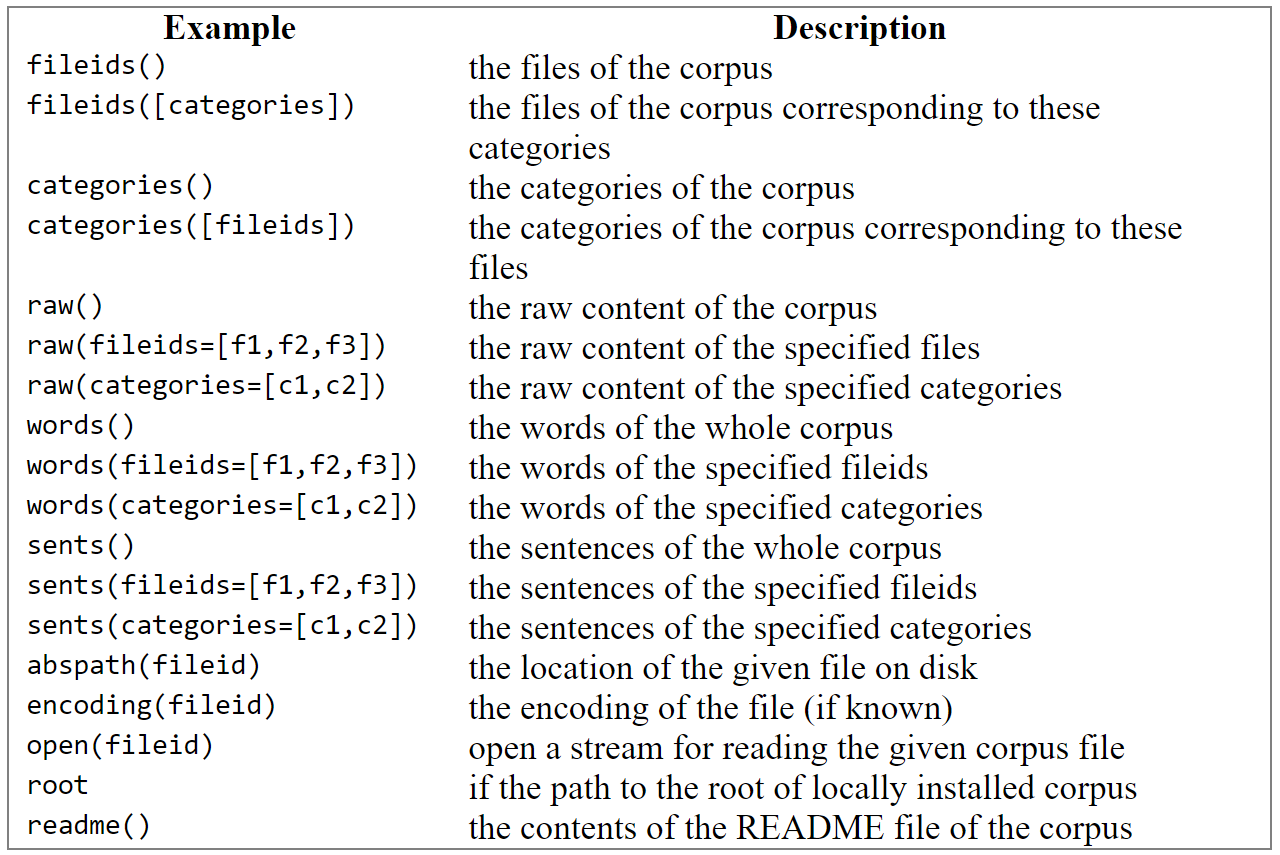 Example Description
fileids() the files of the corpus
fileids([categories]) the files of the corpus corresponding to these
categories
categories() the categories of the corpus
categories([fileids]) the categories of the corpus corresponding to these
files
raw() the raw content of the corpus
raw(fileids=[f1,f2,f3]) the raw content of the specified files
raw(categories=[c1,c2]) the raw content of the specified categories
words() the words of the whole corpus
words(fileids=[f1,f2,f3]) the words of the specified fileids
words(categories=[c1,c2]) the words of the specified categories
sents() the sentences of the whole corpus
sents(fileids=[f1,f2,f3]) the sentences of the specified fileids
sents(categories=[c1,c2]) the sentences of the specified categories
abspath(fileid) the location of the given file on disk
encoding(fileid) the encoding of the file (if known)
open(fileid) open a stream for reading the given corpus file
root if the path to the root of locally installed corpus
readme() the contents of the README file of the corpus